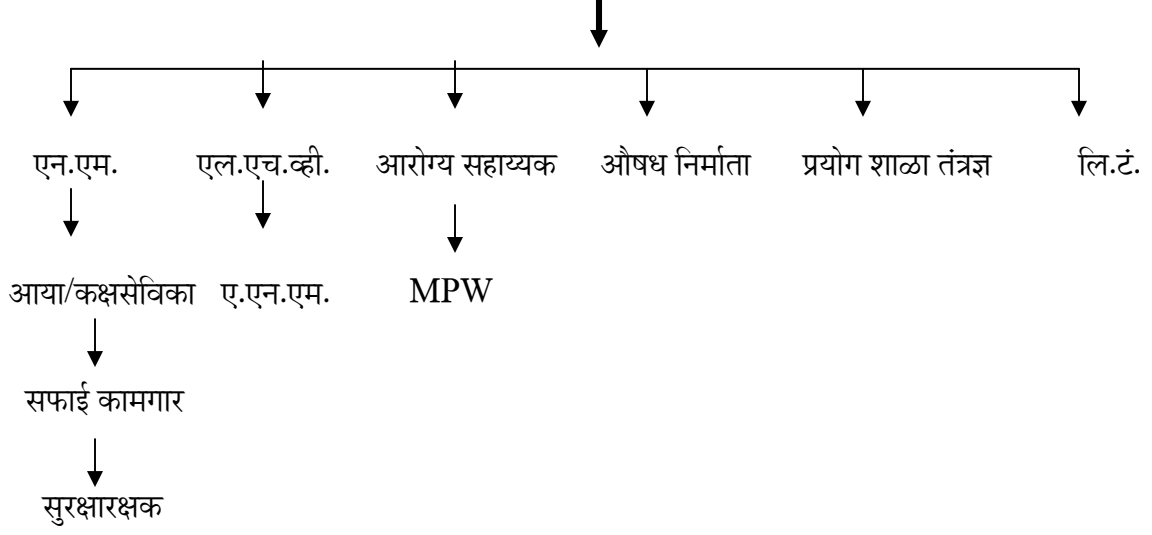 एन.एम. एल.एच.व्ही. आरोग्य सहाय्यक औषध निर्माता प्रयोग शाळा तंत्रज्ञ लि.टं.
आया/कक्षसेविका ए.एन.एम. MPW
सफाई कामगार
सुरक्षारक्षक